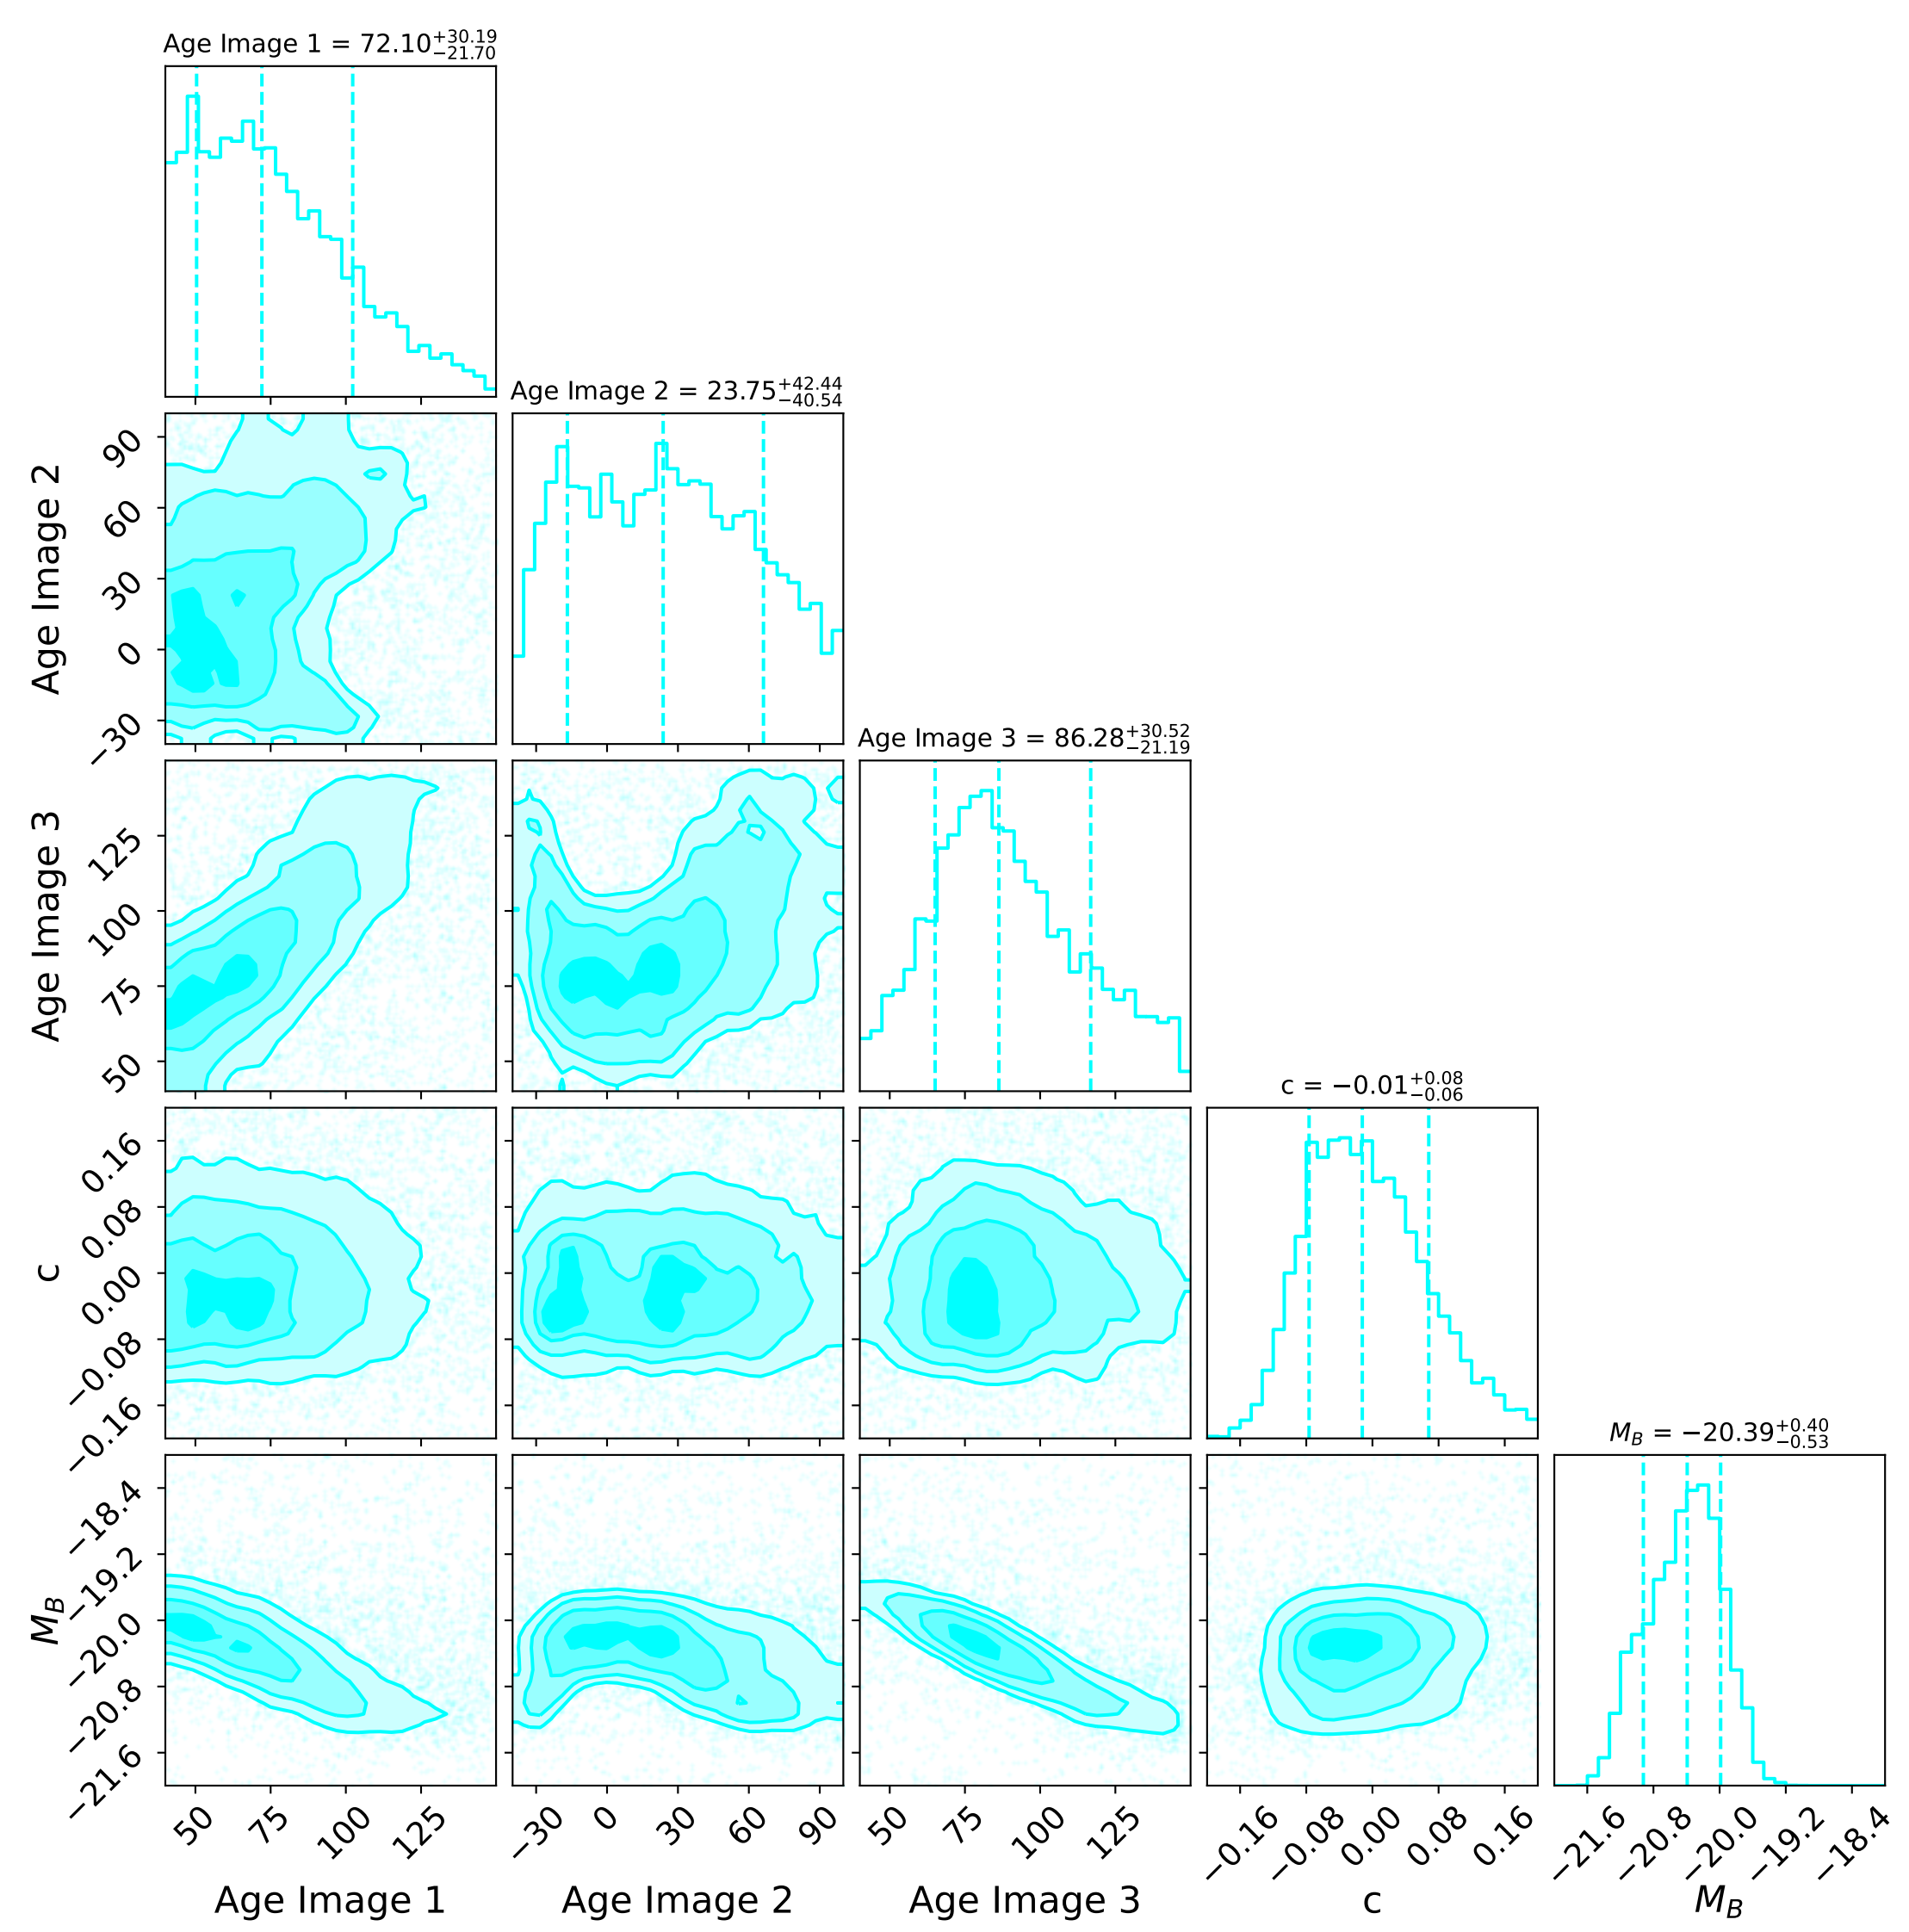 Age Image 1 = 72.10+30.19−21.70
Age Image 2 = 23.75+42.44−40.54
90
60
30
0
−30
Age Image 2
Age Image 3 = 86.28+30.52−21.19
125
100
75
50
Age Image 3
c = −0.01+0.08−0.06
0.16
0.08
0.00
−0.08
−0.16
c
M_B = −20.39+0.40−0.53
−18.4
−19.2
−20.0
−20.8
−21.6
M_B
50 75 100 125
−30 0 30 60 90
50 75 100 125
−0.16 −0.08 0.00 0.08 0.16
−21.6 −20.8 −20.0 −19.2 −18.4
Age Image 1
Age Image 2
Age Image 3
c
M_B